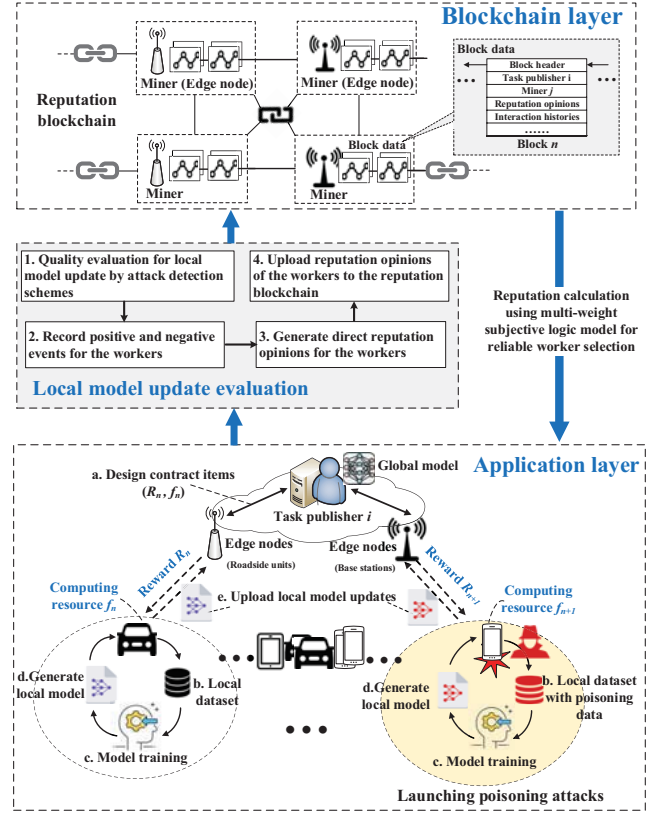 Blockchain layer
Block data
Block header
Task publisher i
Miner j
Reputation opinions
Interaction histories
......
Block n
Miner (Edge node)
Miner (Edge node)
Reputation
blockchain
Block data
Miner
Miner
1. Quality evaluation for local
model update by attack detection
schemes
4. Upload reputation opinions
of the workers to the reputation
blockchain
2. Record positive and negative
events for the workers
3. Generate direct reputation
opinions for the workers
Local model update evaluation
Reputation calculation
using multi-weight
subjective logic model for
reliable worker selection
Application layer
a. Design contract items
(Rn, fn)
Global model
Task publisher i
Edge nodes
(Roadside units)
Edge nodes
(Base stations)
Reward Rn
Reward Rn+1
Computing
resource fn
e. Upload local model updates
Computing
resource fn+1
d.Generate
local model
b. Local
dataset
c. Model training
d.Generate
local model
b. Local dataset
with poisoning
data
c. Model training
Launching poisoning attacks